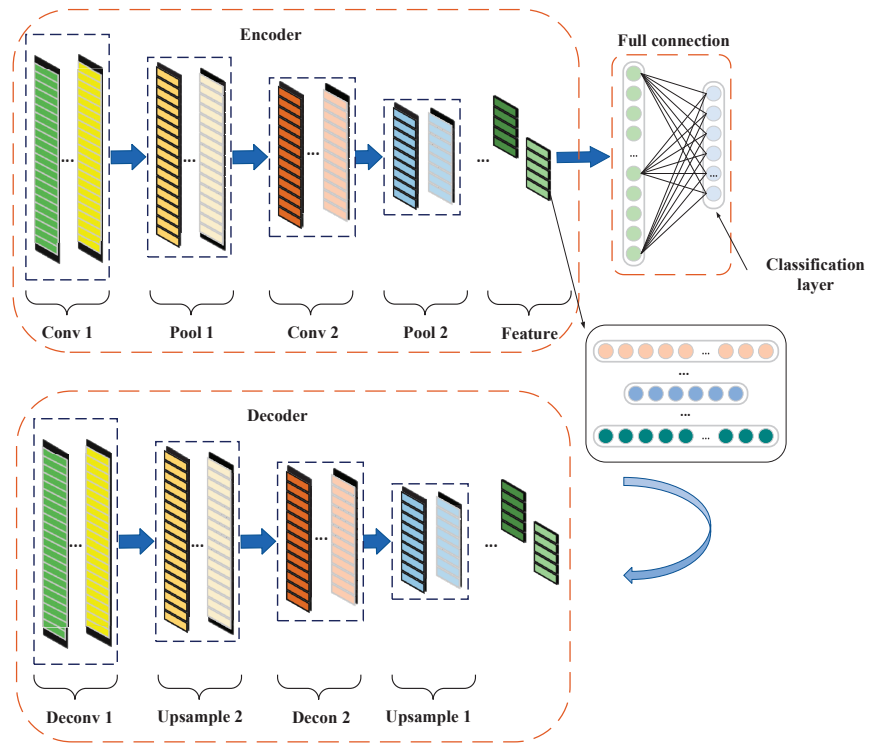 Encoder
Full connection
...
...
...
...
...
...
Classification
layer
Conv 1
Pool 1
Conv 2
Pool 2
Feature
...
...
...
...
Decoder
...
...
...
...
...
Deconv 1
Upsample 2
Decon 2
Upsample 1